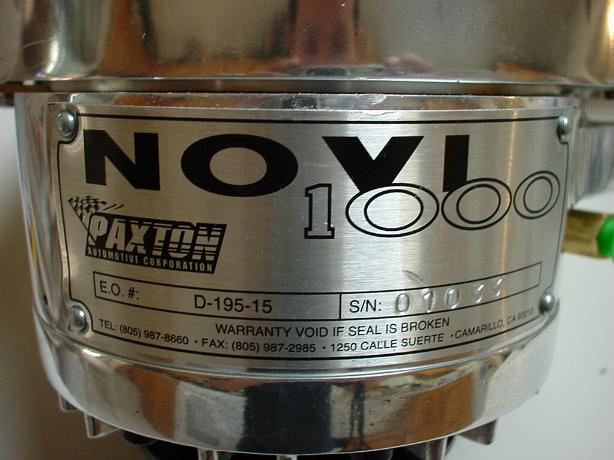 NOVI
1000
PAXTON
AUTOMOTIVE CORPORATION
E.O. #: D-195-15 S/N:
WARRANTY VOID IF SEAL IS BROKEN
TEL: (805) 987-8660 • FAX: (805) 987-2985 • 1250 CALLE SUERTE • CAMARILLO, CA 93010